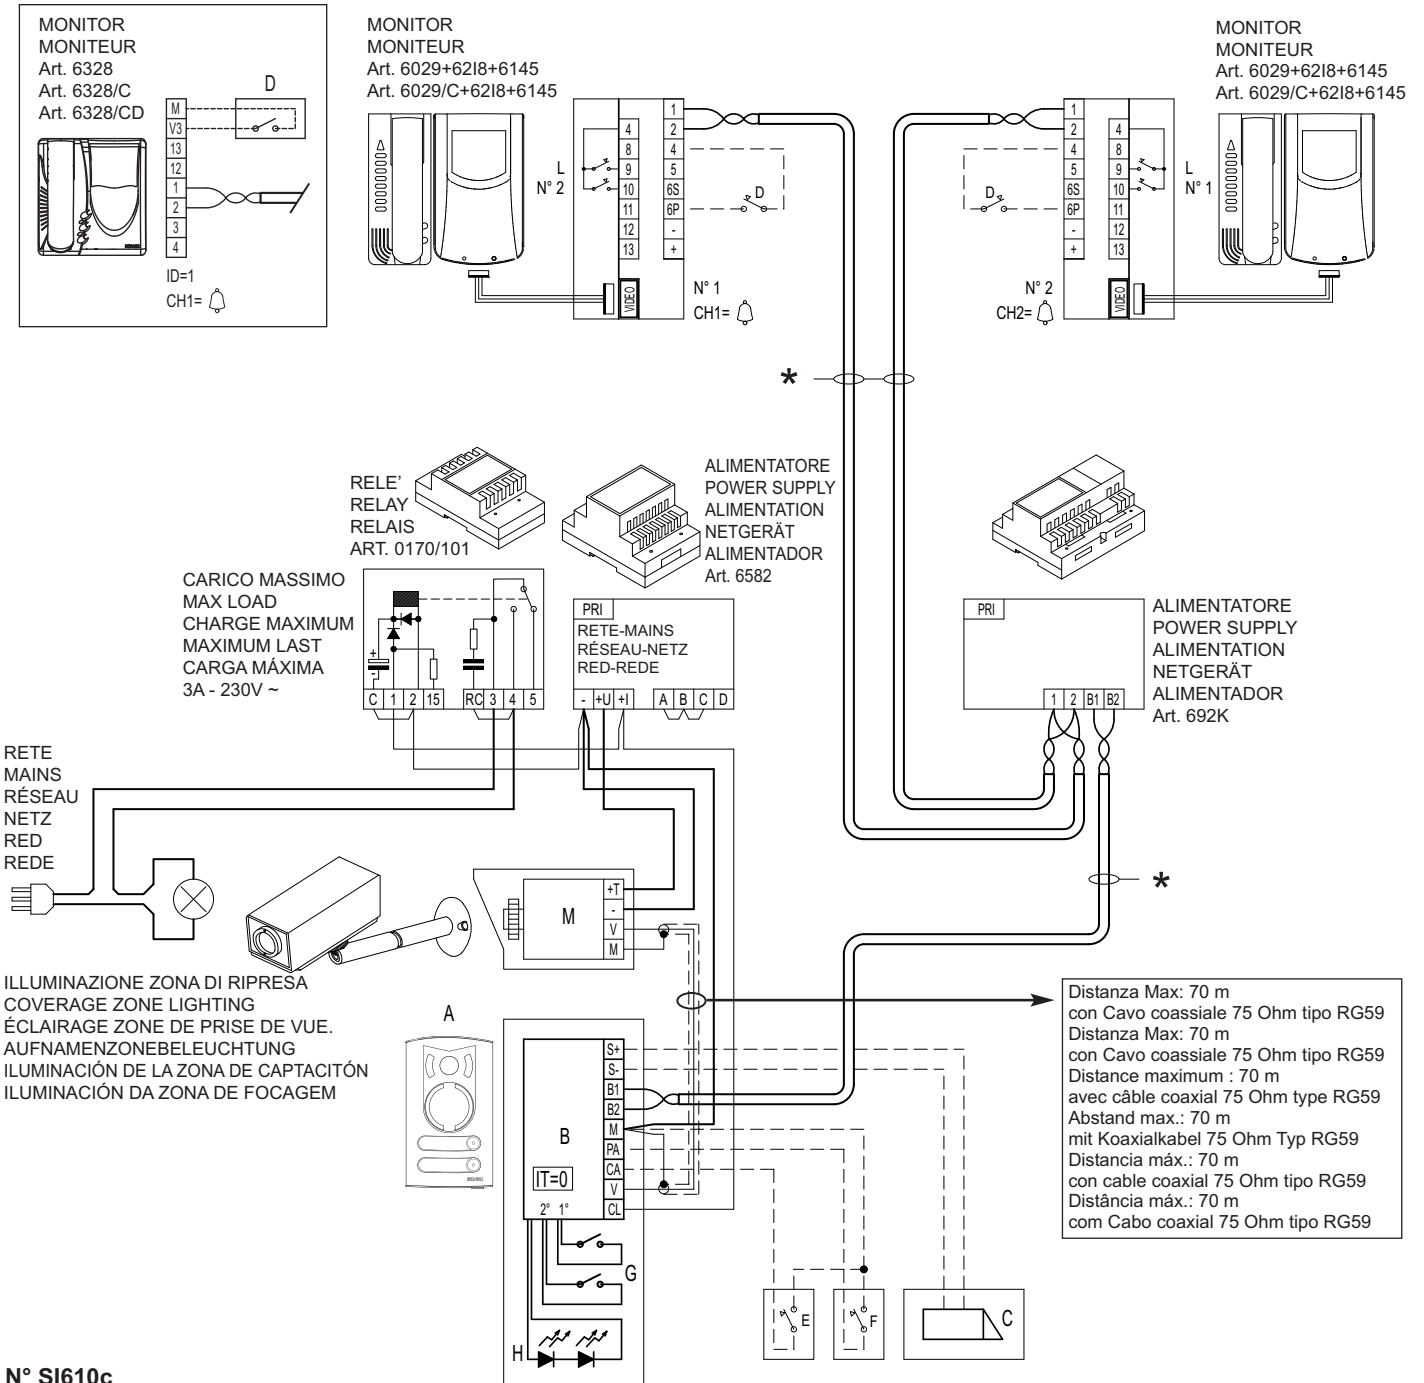 MONITOR
MONITEUR
Art. 6328
Art. 6328/C
Art. 6328/CD
D
M
V3
13
12
1
2
3
4
ID=1
CH1=
MONITOR
MONITEUR
Art. 6029+62I8+6145
Art. 6029/C+62I8+6145
L
N° 2
4
8
9
10
11
12
13
1
2
4
5
6S
6P
-
+
D
VIDEO
N° 1
CH1=
MONITOR
MONITEUR
Art. 6029+62I8+6145
Art. 6029/C+62I8+6145
D
1
2
4
5
6S
6P
-
+
4
8
9
10
11
12
13
L
N° 1
N° 2
CH2=
VIDEO
*
RELE'
RELAY
RELAIS
ART. 0170/101
ALIMENTATORE
POWER SUPPLY
ALIMENTATION
NETGERÄT
ALIMENTADOR
Art. 6582
CARICO MASSIMO
MAX LOAD
CHARGE MAXIMUM
MAXIMUM LAST
CARGA MÁXIMA
3A - 230V ~
+
-
C 1 2 15 RC 3 4 5
PRI
RETE-MAINS
RÉSEAU-NETZ
RED-REDE
- +U +I A B C D
PRI
1 2 B1 B2
ALIMENTATORE
POWER SUPPLY
ALIMENTATION
NETGERÄT
ALIMENTADOR
Art. 692K
RETE
MAINS
RÉSEAU
NETZ
RED
REDE
M
+T
-
V
M
*
ILLUMINAZIONE ZONA DI RIPRESA
COVERAGE ZONE LIGHTING
ÉCLAIRAGE ZONE DE PRISE DE VUE.
AUFNAMENZONEBELEUCHTUNG
ILUMINACIÓN DE LA ZONA DE CAPTACITÓN
ILUMINACIÓN DA ZONA DE FOCAGEM
A
B
IT=0
2° 1°
S+
S-
B1
B2
M
PA
CA
V
CL
G
H
E
F
C
Distanza Max: 70 m
con Cavo coassiale 75 Ohm tipo RG59
Distanza Max: 70 m
con Cavo coassiale 75 Ohm tipo RG59
Distance maximum : 70 m
avec câble coaxial 75 Ohm type RG59
Abstand max.: 70 m
mit Koaxialkabel 75 Ohm Typ RG59
Distancia máx.: 70 m
con cable coaxial 75 Ohm tipo RG59
Distância máx.: 70 m
com Cabo coaxial 75 Ohm tipo RG59
N° SI610c